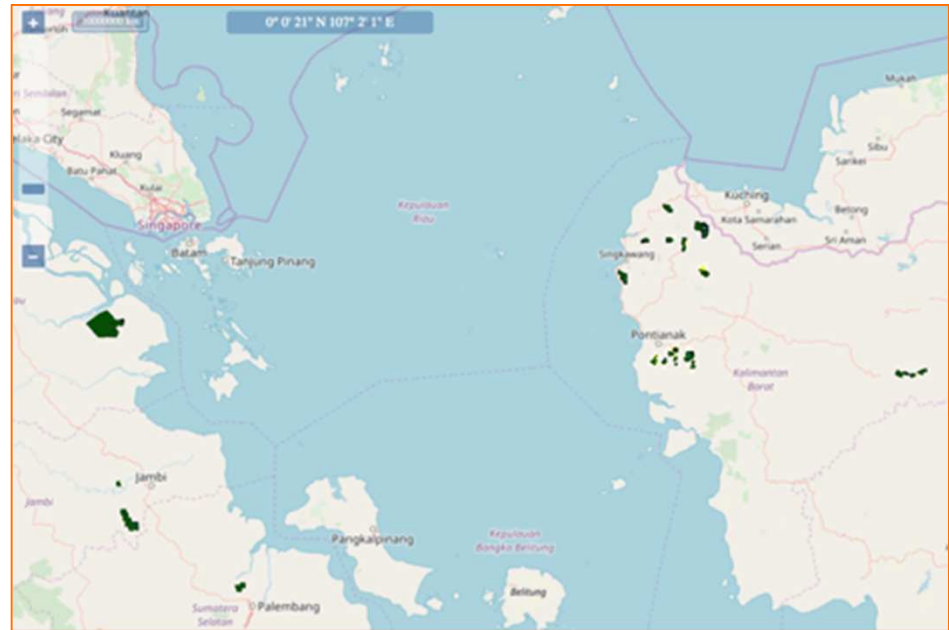 Kuantan
0° 0' 21" N 107° 2' 1" E
Mukah
Segamat
Sibu
Sarikei
Kluang
Batu Pahat
Kulai
Kuching
Betong
Kota Samarahan
Singapore
Kepulauan
Riau
Serian
Sri Aman
Batam
Tanjung Pinang
Singkawang
Pontianak
Kalimantan
Barat
Jambi
Jambi
Pangkalpinang
Kepulauan
Bangka Belitung
Belitung
Sumatera
Selatan
Palembang